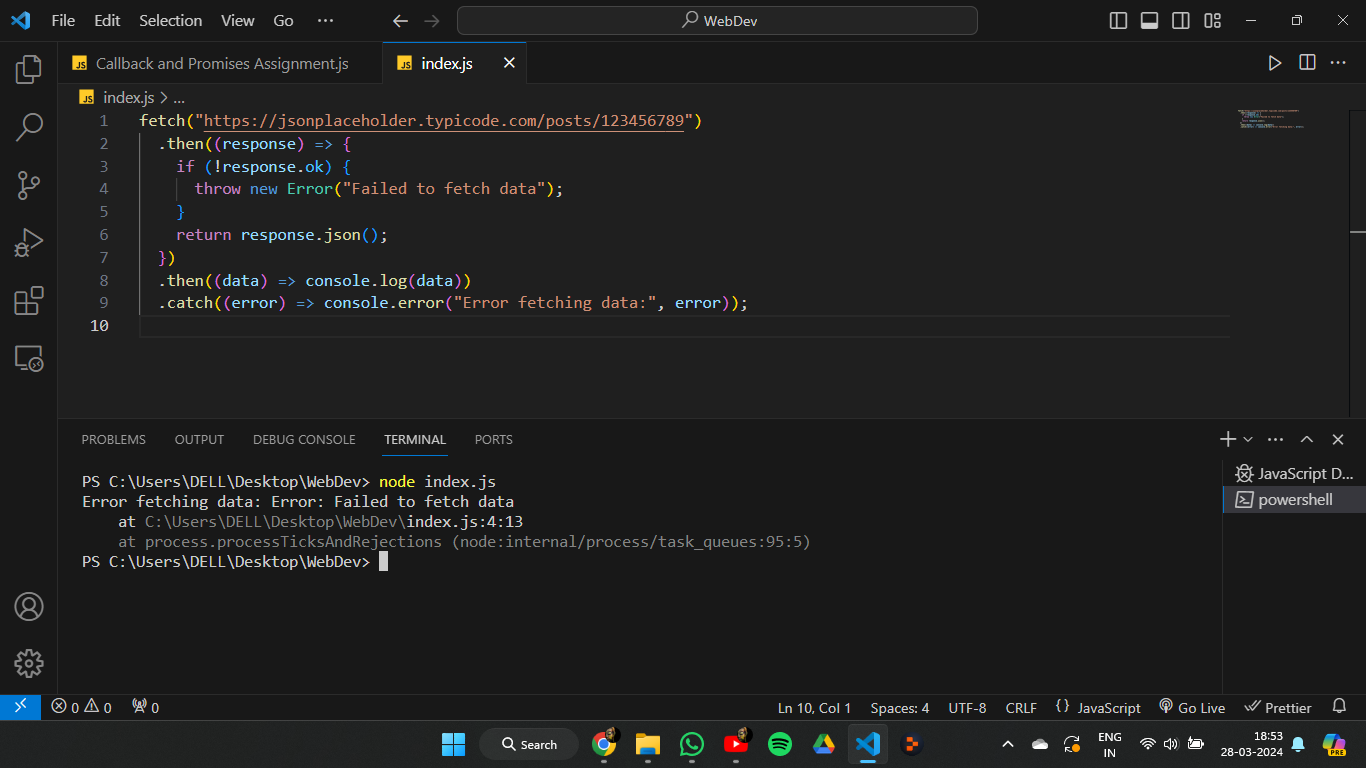 File Edit Selection View Go ··· WebDev
JS Callback and Promises Assignment.js JS index.js
JS index.js > ...
1 fetch("https://jsonplaceholder.typicode.com/posts/123456789")
2 .then((response) => {
3 if (!response.ok) {
4 throw new Error("Failed to fetch data");
5 }
6 return response.json();
7 })
8 .then((data) => console.log(data))
9 .catch((error) => console.error("Error fetching data:", error));
10
PROBLEMS OUTPUT DEBUG CONSOLE TERMINAL PORTS
JavaScript D...
powershell
PS C:\Users\DELL\Desktop\WebDev> node index.js
Error fetching data: Error: Failed to fetch data
at C:\Users\DELL\Desktop\WebDev\index.js:4:13
at process.processTicksAndRejections (node:internal/process/task_queues:95:5)
PS C:\Users\DELL\Desktop\WebDev>
0 0 0 Ln 10, Col 1 Spaces: 4 UTF-8 CRLF {} JavaScript Go Live Prettier
Search
ENG
IN
18:53
28-03-2024
PRE